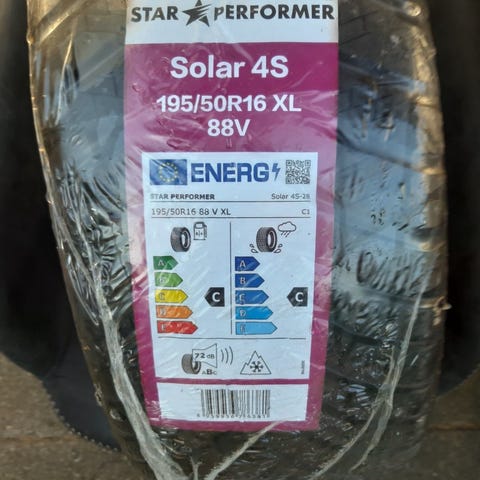 STAR PERFORMER
Solar 4S
195/50R16 XL
88V
ENERG
STAR PERFORMER Solar 4S-28
195/50R16 88 V XL C1
A A
B B
C C C C
D D
E E
72 dB
ABC